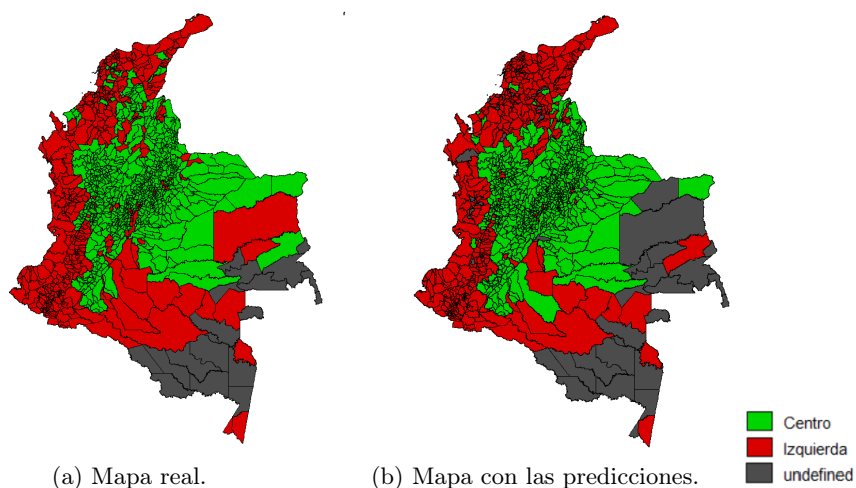 Centro
Izquierda
undefined
(a) Mapa real.
(b) Mapa con las predicciones.